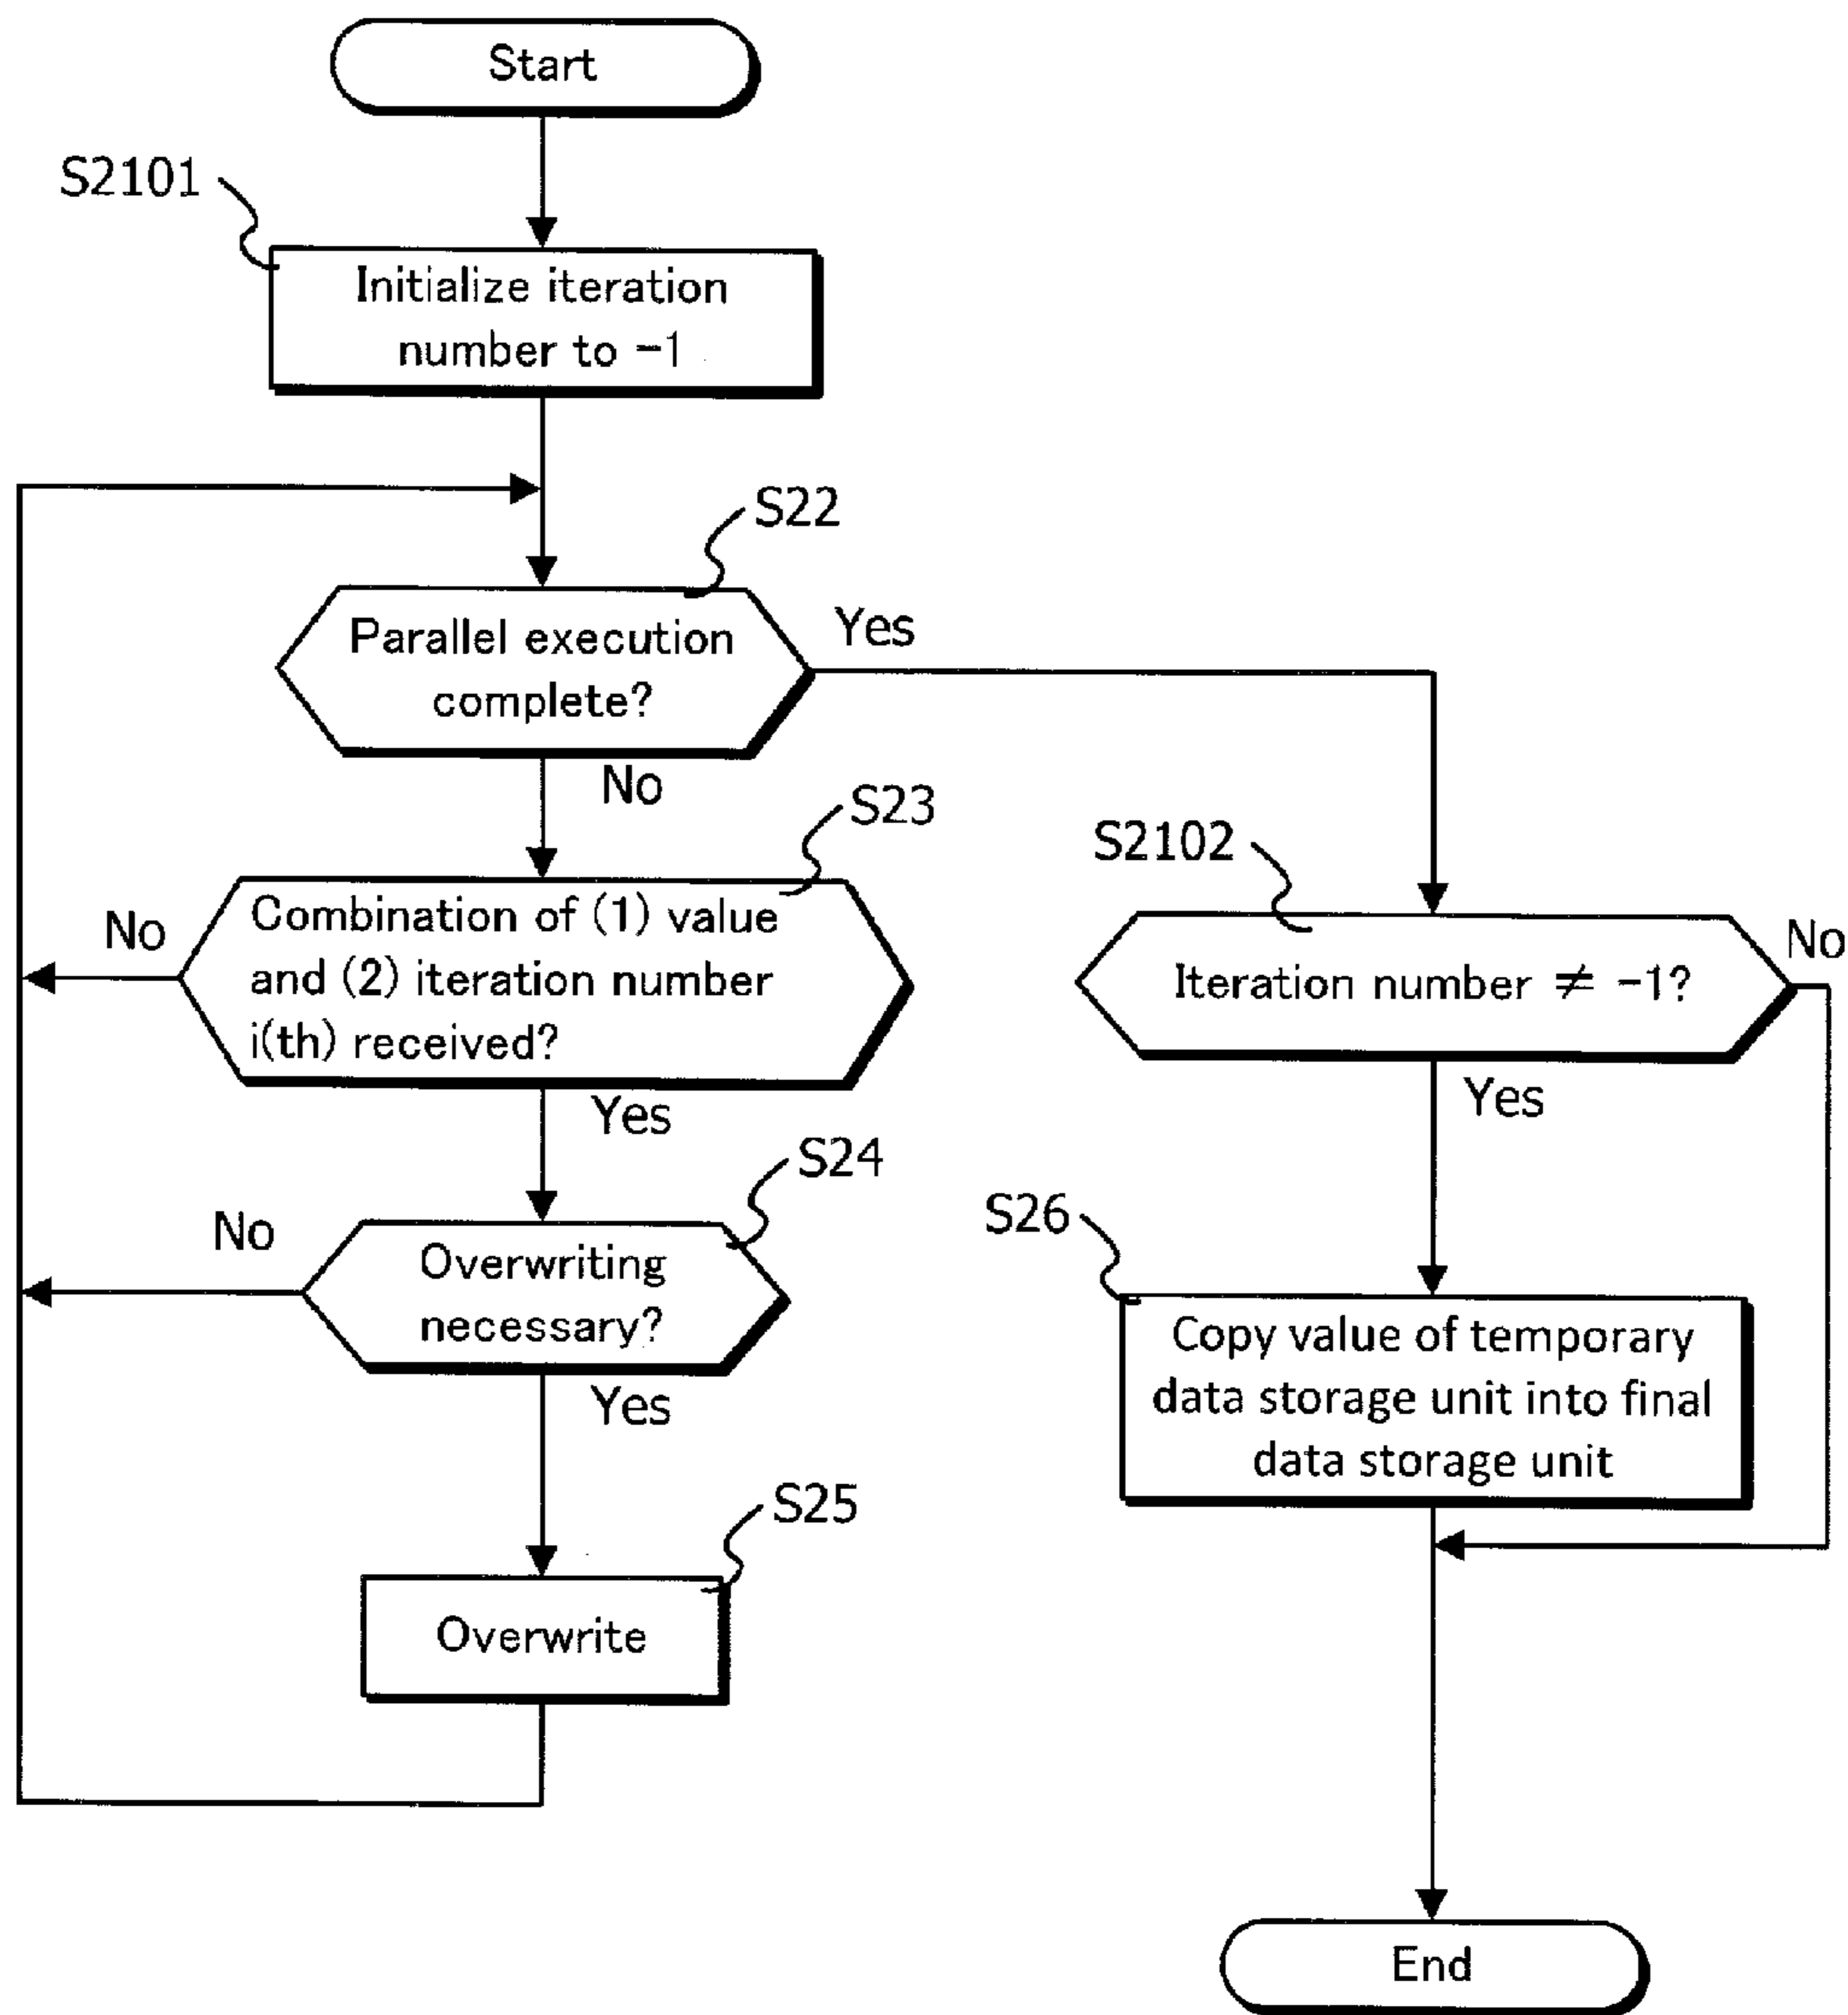 Start
S2101
Initialize iteration
number to -1
S22
Parallel execution
complete?
Yes
No
S23
Combination of (1) value
and (2) iteration number
i(th) received?
No
Yes
S24
Overwriting
necessary?
No
Yes
S25
Overwrite
S2102
Iteration number ≠ -1?
No
Yes
S26
Copy value of temporary
data storage unit into final
data storage unit
End